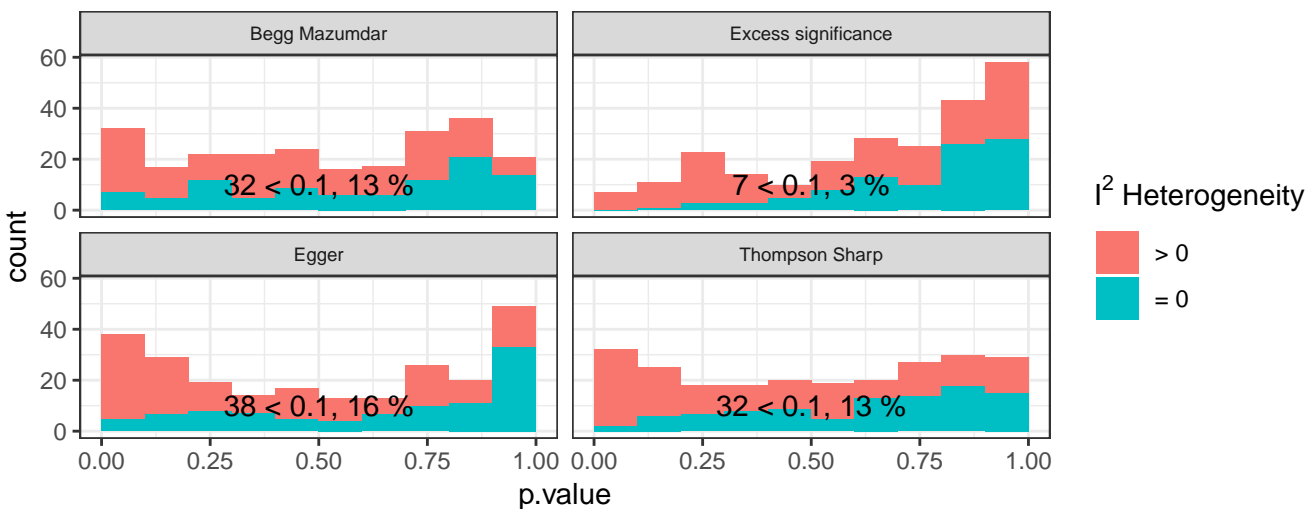 Begg Mazumdar
Excess significance
60
40
20
0
32 < 0.1, 13 %
7 < 0.1, 3 %
Egger
Thompson Sharp
60
40
20
0
38 < 0.1, 16 %
32 < 0.1, 13 %
0.00 0.25 0.50 0.75 1.00
0.00 0.25 0.50 0.75 1.00
p.value
count
I² Heterogeneity
> 0
= 0